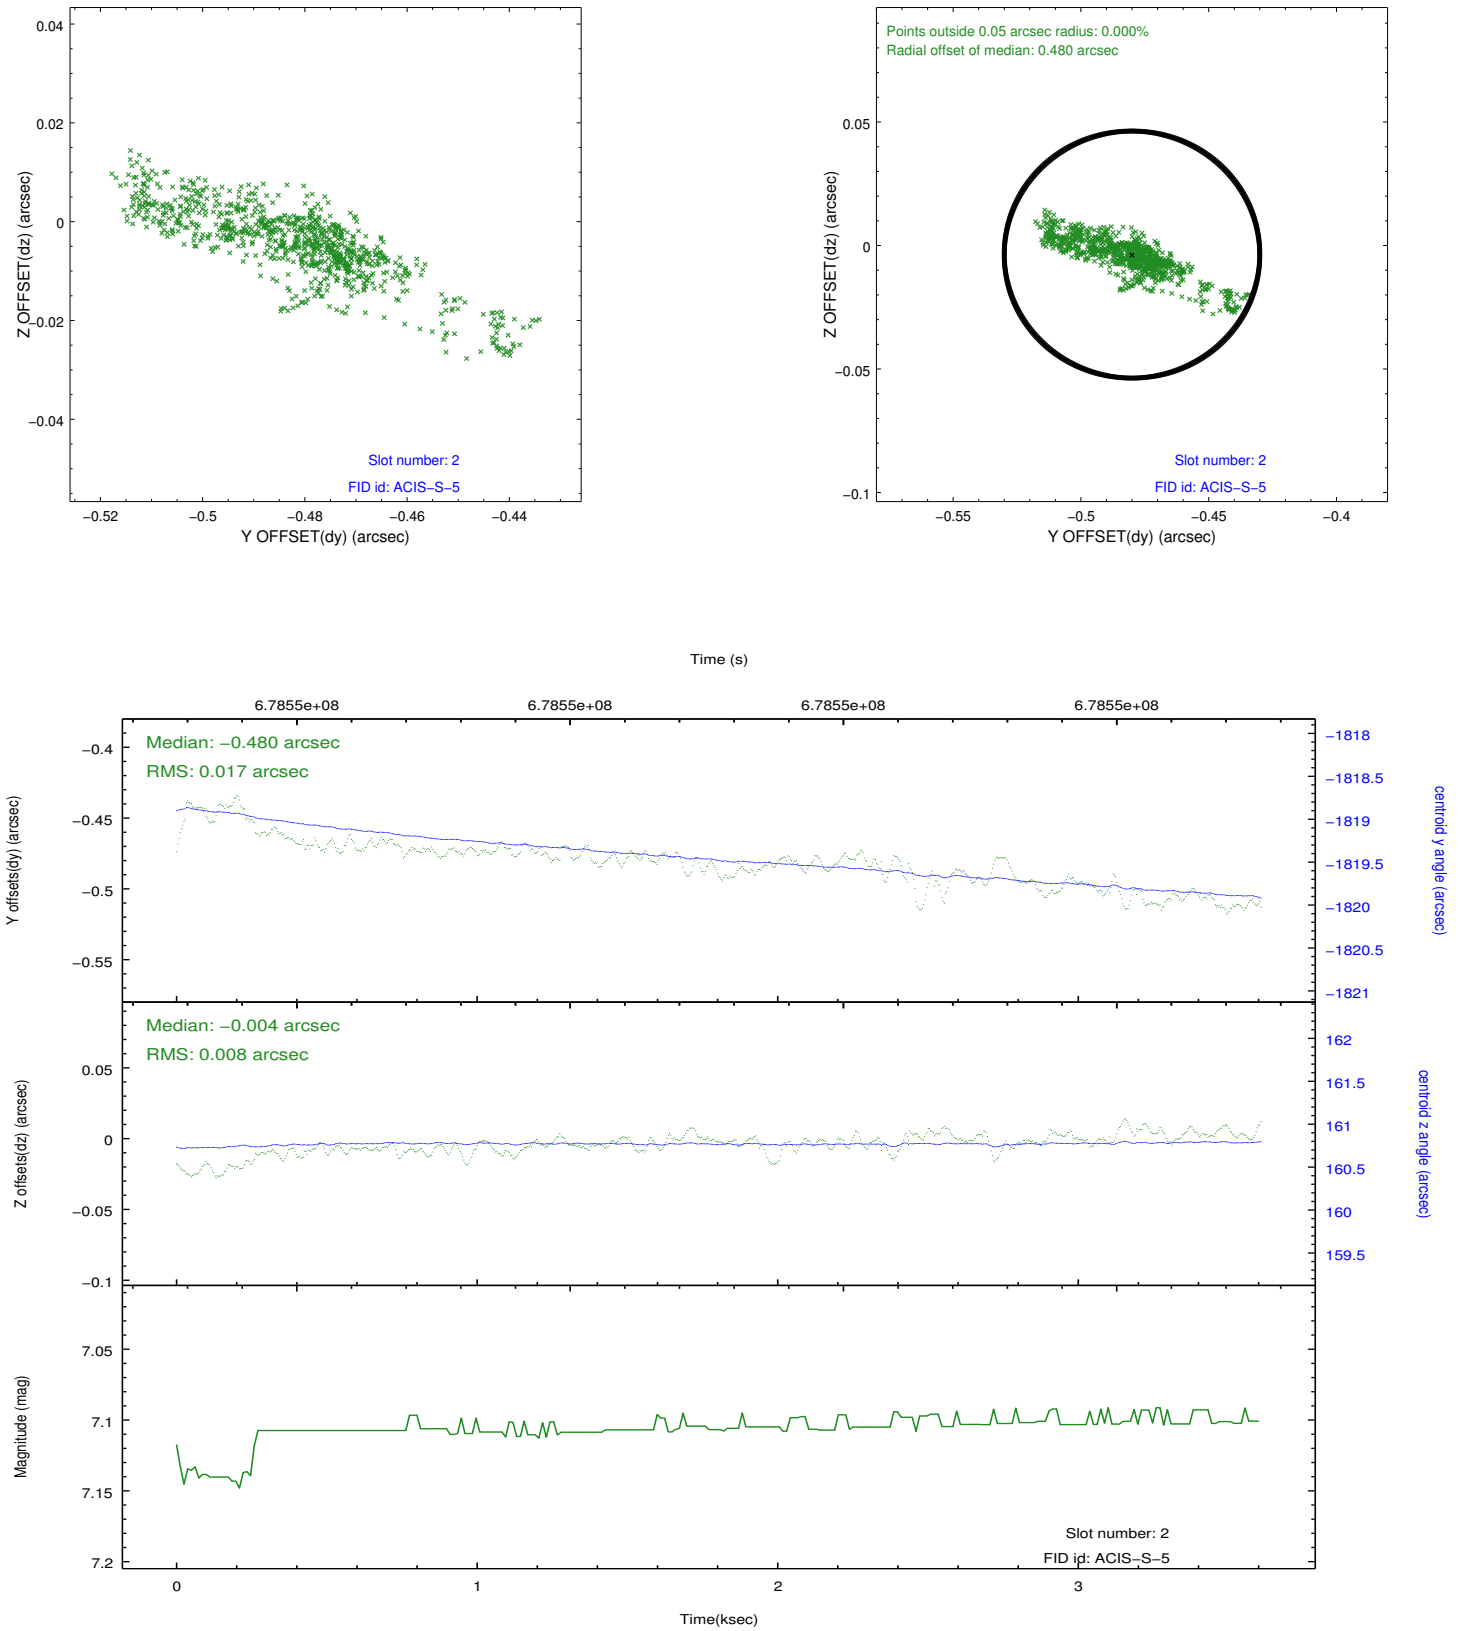 0.04
0.02
0
−0.02
−0.04
Z OFFSET(dz) (arcsec)
Slot number: 2
FID id: ACIS−S−5
−0.52
−0.5
−0.48
−0.46
−0.44
Y OFFSET(dy) (arcsec)
Points outside 0.05 arcsec radius: 0.000%
Radial offset of median: 0.480 arcsec
0.05
0
−0.05
−0.1
Z OFFSET(dz) (arcsec)
Slot number: 2
FID id: ACIS−S−5
−0.55
−0.5
−0.45
−0.4
Y OFFSET(dy) (arcsec)
Time (s)
6.7855e+08
6.7855e+08
6.7855e+08
6.7855e+08
Median: −0.480 arcsec
RMS: 0.017 arcsec
−0.4
−0.45
−0.5
−0.55
Y offsets(dy) (arcsec)
−1818
−1818.5
−1819
−1819.5
−1820
−1820.5
−1821
centroid y angle (arcsec)
Median: −0.004 arcsec
RMS: 0.008 arcsec
0.05
0
−0.05
−0.1
Z offsets(dz) (arcsec)
162
161.5
161
160.5
160
159.5
centroid z angle (arcsec)
7.05
7.1
7.15
7.2
Magnitude (mag)
Slot number: 2
FID id: ACIS−S−5
0
1
2
3
Time(ksec)